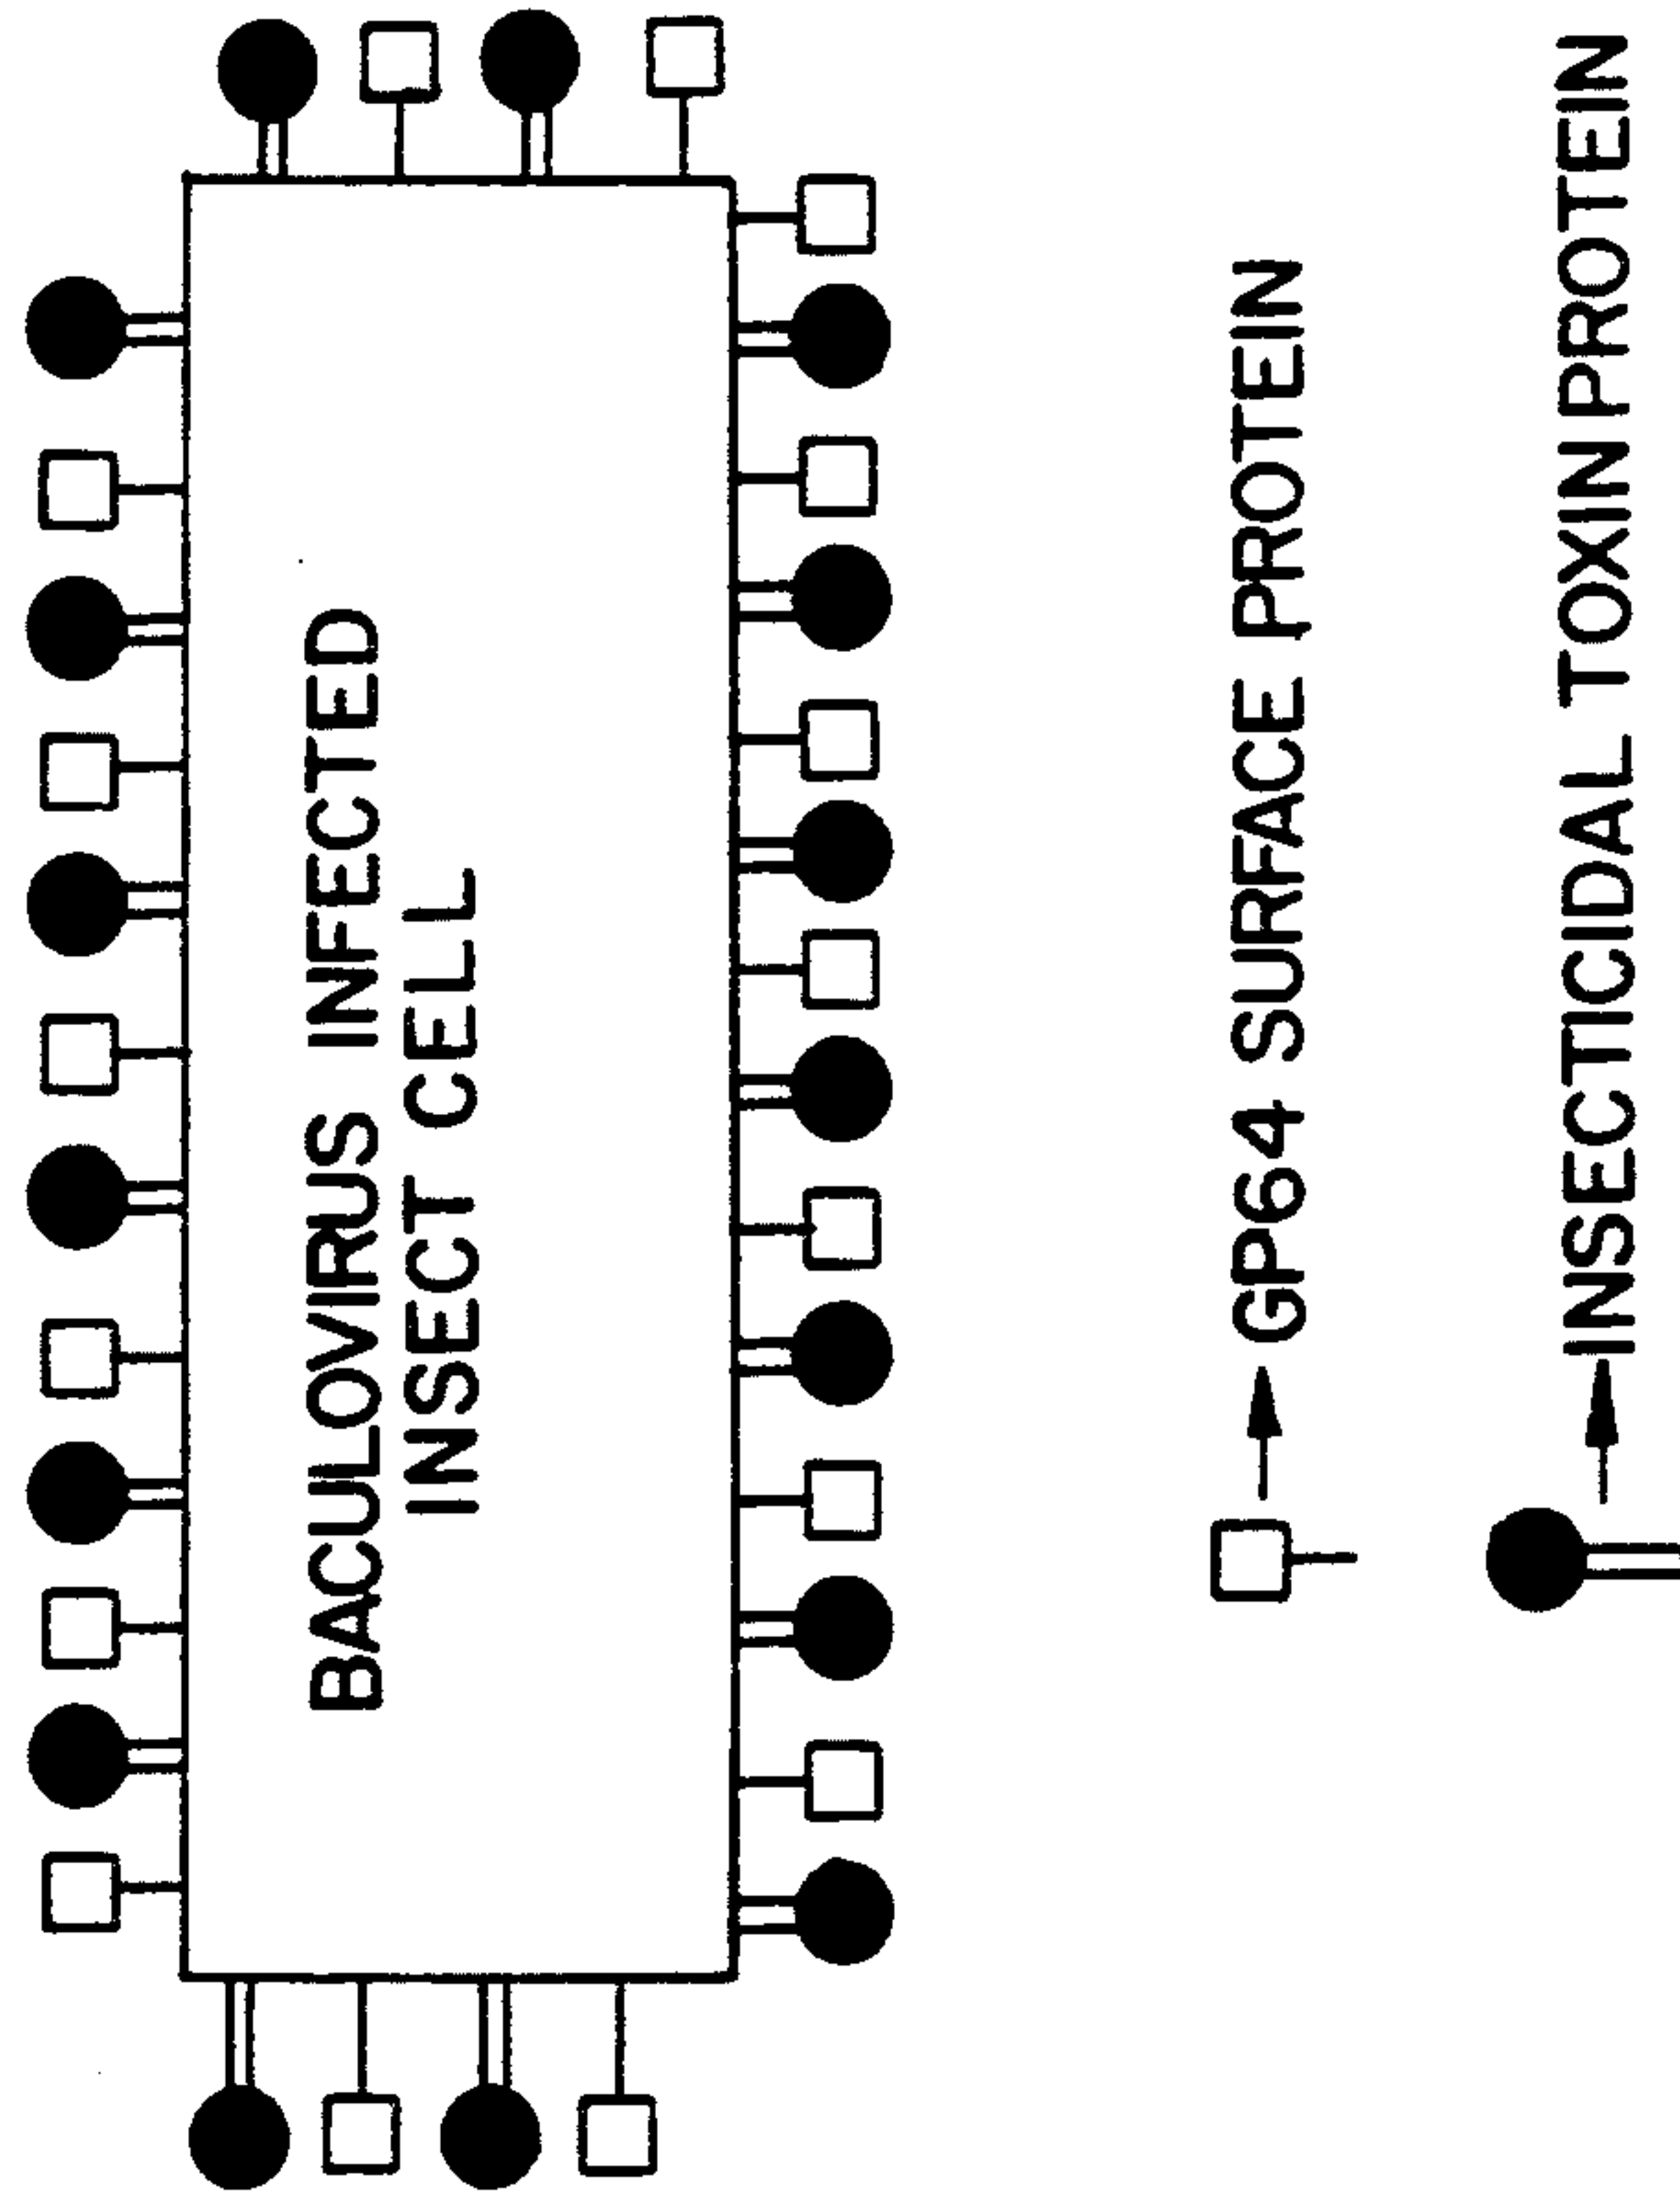 BACULOVIRUS INFECTED
INSECT CELL
GP64 SURFACE PROTEIN
INSECTICIDAL TOXIN PROTEIN